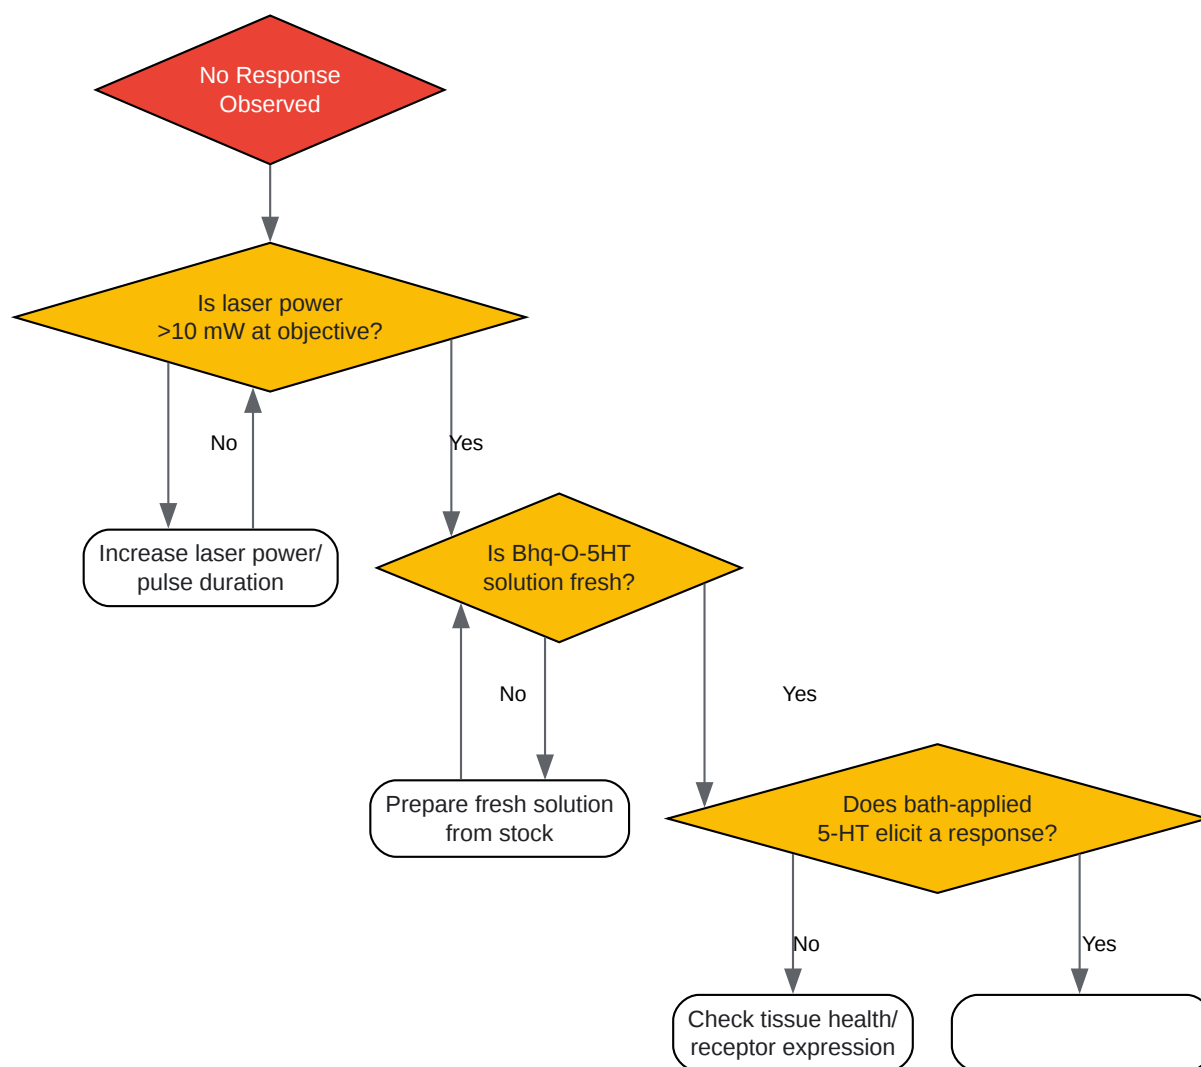 No Response
Observed
Is laser power
>10 mW at objective?
No
Yes
Increase laser power/
pulse duration
Is Bhq-O-5HT
solution fresh?
No
Yes
Prepare fresh solution
from stock
Does bath-applied
5-HT elicit a response?
No
Yes
Check tissue health/
receptor expression